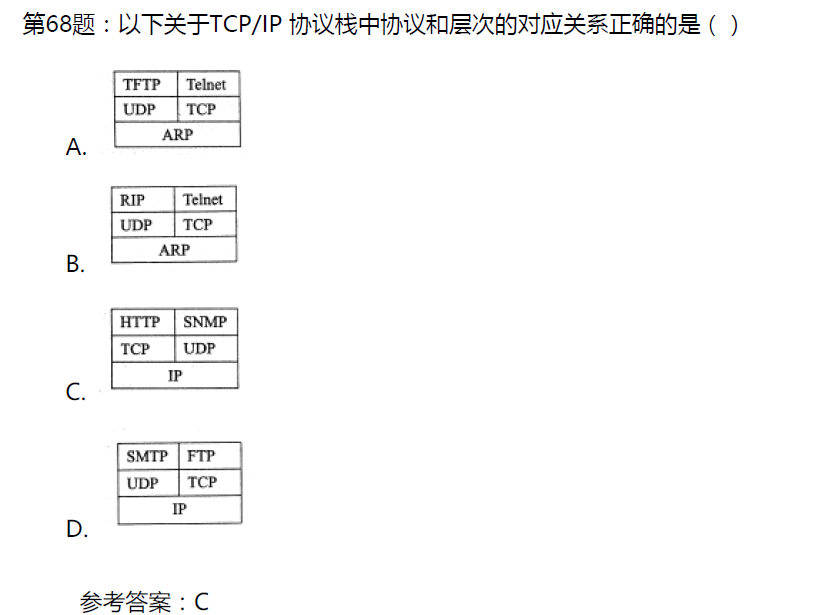 第68题：以下关于TCP/IP 协议栈中协议和层次的对应关系正确的是（ ）
TFTP Telnet
UDP TCP
ARP
A.
RIP Telnet
UDP TCP
ARP
B.
HTTP SNMP
TCP UDP
IP
C.
SMTP FTP
UDP TCP
IP
D.
参考答案：C